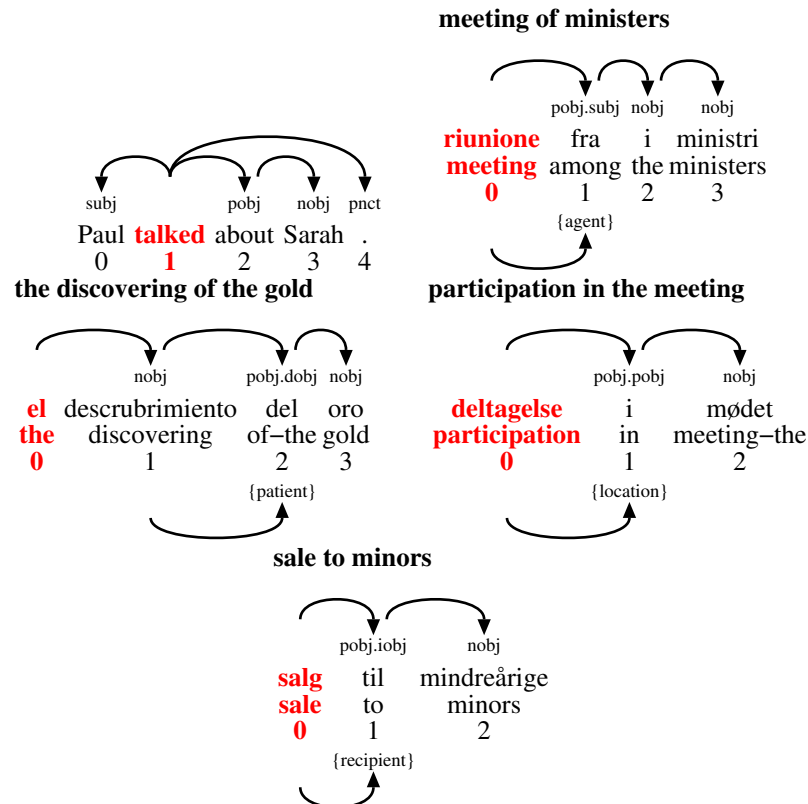 meeting of ministers
pobj.subj nobj nobj
riunione fra i ministri
meeting among the ministers
0 1 2 3
{agent}
subj pobj nobj pnct
Paul talked about Sarah .
0 1 2 3 4
the discovering of the gold
nobj pobj.dobj nobj
el descrubrimiento del oro
the discovering of–the gold
0 1 2 3
{patient}
participation in the meeting
pobj.pobj nobj
deltagelse i mødet
participation in meeting–the
0 1 2
{location}
sale to minors
pobj.iobj nobj
salg til mindreårige
sale to minors
0 1 2
{recipient}